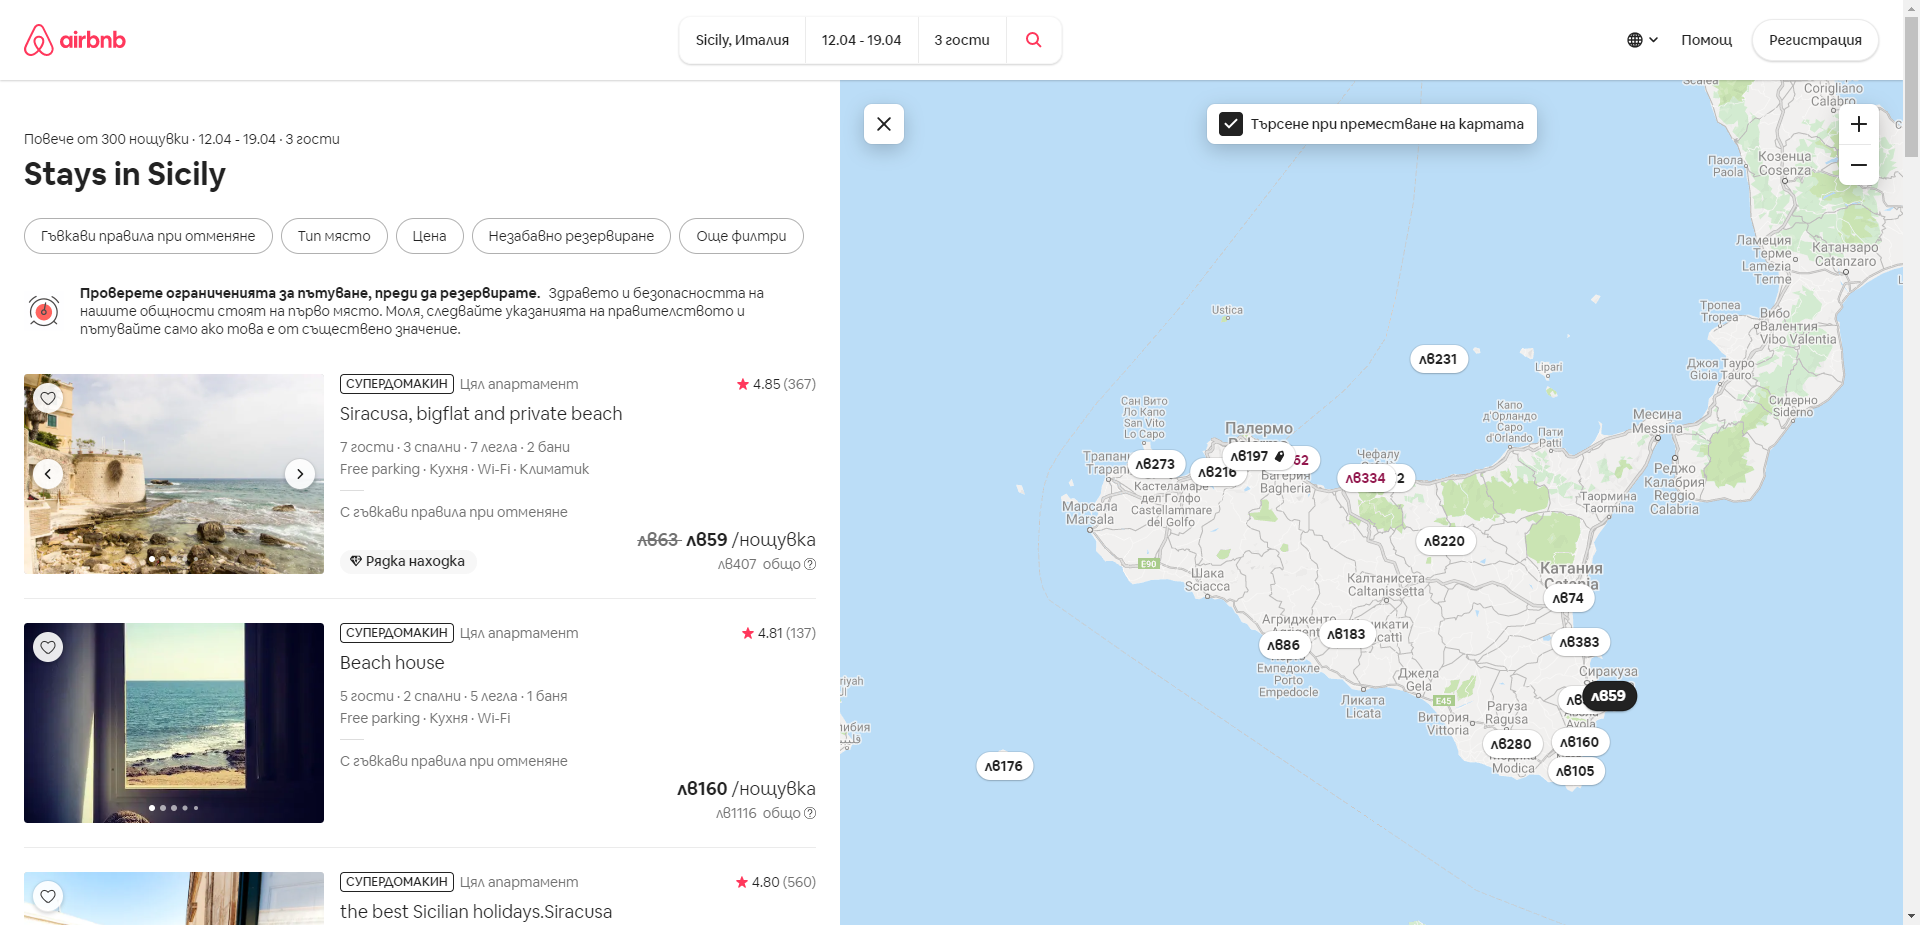 airbnb
Sicily, Италия
12.04 - 19.04
3 гости
Помощ
Регистрация
Повече от 300 нощувки · 12.04 - 19.04 · 3 гости
Stays in Sicily
Гъвкави правила при отменяне
Тип място
Цена
Незабавно резервиране
Още филтри
Проверете ограниченията за пътуване, преди да резервирате. Здравето и безопасността на
нашите общности стоят на първо място. Моля, следвайте указанията на правителството и
пътувайте само ако това е от съществено значение.
СУПЕРДОМАКИН Цял апартамент
4.85 (367)
Siracusa, bigflat and private beach
7 гости · 3 спални · 7 легла · 2 бани
Free parking · Кухня · Wi-Fi · Климатик
С гъвкави правила при отменяне
лв63 лв59 /нощувка
Рядка находка
лв407 общо
СУПЕРДОМАКИН Цял апартамент
4.81 (137)
Beach house
5 гости · 2 спални · 5 легла · 1 баня
Free parking · Кухня · Wi-Fi
С гъвкави правила при отменяне
лв160 /нощувка
лв1116 общо
СУПЕРДОМАКИН Цял апартамент
4.80 (560)
the best Sicilian holidays.Siracusa
Търсене при преместване на картата
Corigliano
Calabro
Паола
Paola
Козенца
Cosenza
Ламеция
Терме
Lamezia
Terme
Катанзаро
Catanzaro
Тропеа
Tropea
Вибо
Валентия
Vibo Valentia
Джоя Тауро
Gioia Tauro
Сидерно
Siderno
Ustica
лв231
Lipari
Капо
д'Орландо
Capo
d'Orlando
Пати
Patti
Месина
Messina
Реджо
Калабрия
Reggio
Calabria
Таормина
Taormina
Сан Вито
Ло Капо
San Vito
Lo Capo
Палермо
Трапани
лв273
лв216
лв197
Чефалу
лв334
Кастеламаре
дел Голфо
Castellammare
del Golfo
Багерия
Bagheria
Марсала
Marsala
лв220
E90
Шака
Sciacca
Калтанисета
Caltanissetta
Катания
Catania
лв74
Агридженто
лв86
лв183
лв383
Емпедокле
Porto
Empedocle
Джела
Gela
Сиракуза
лв59
E45
Ликата
Licata
Витория
Vittoria
Рагуза
Ragusa
Avola
лв280
лв160
Modica
лв105
лв176